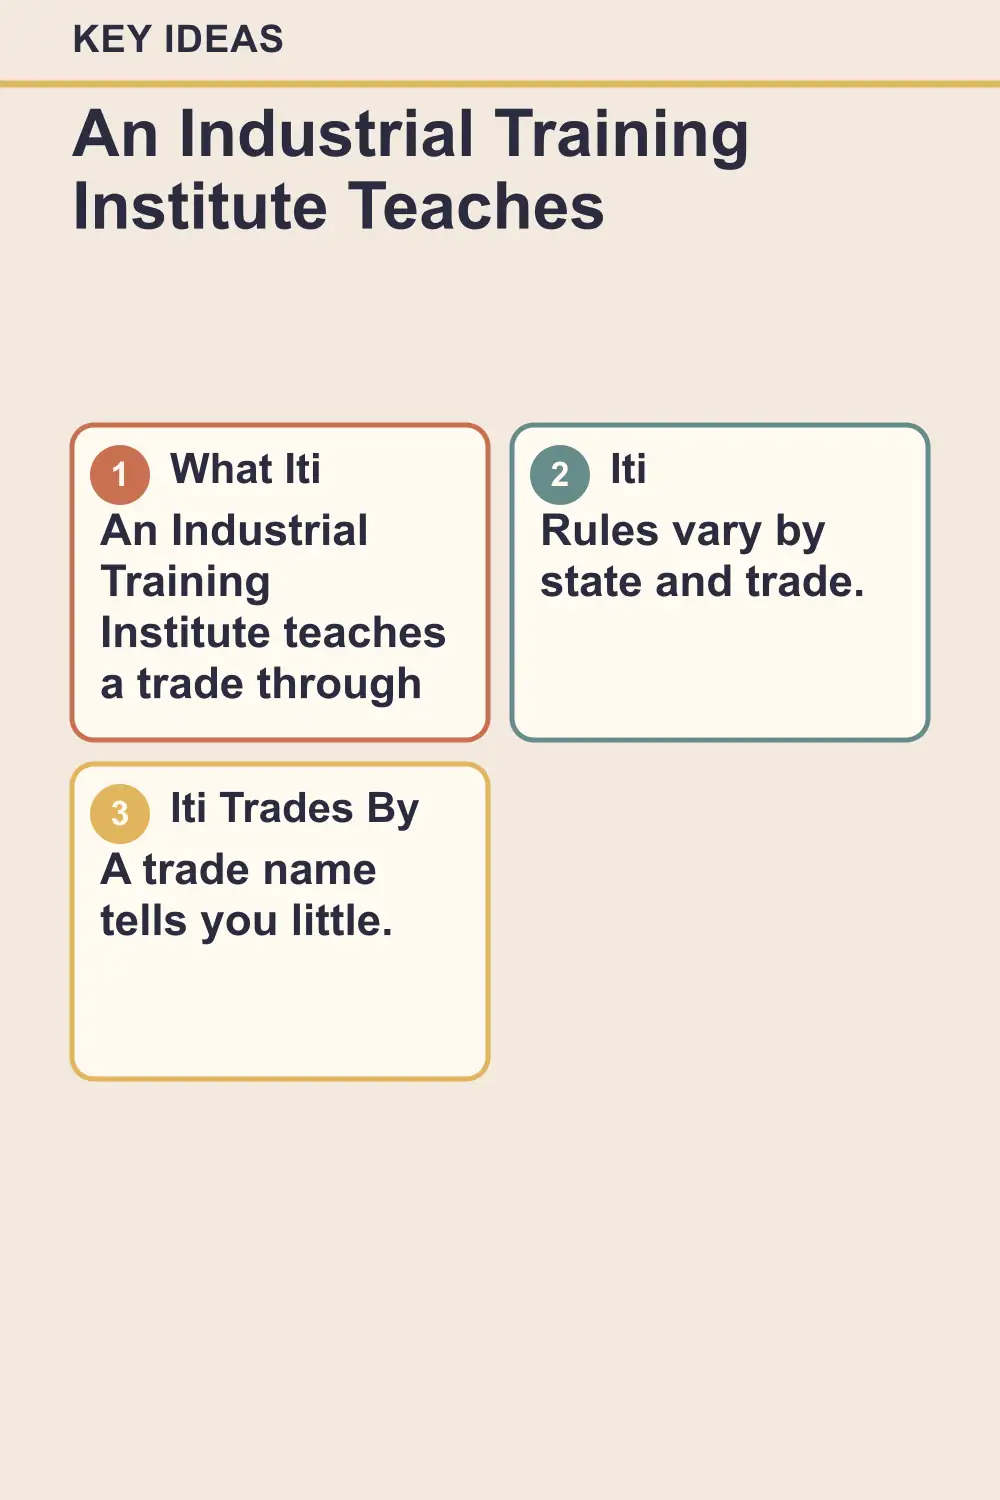 KEY IDEAS
An Industrial Training
Institute Teaches
1 What Iti
An Industrial
Training
Institute teaches
a trade through
2 Iti
Rules vary by
state and trade.
3 Iti Trades By
A trade name
tells you little.